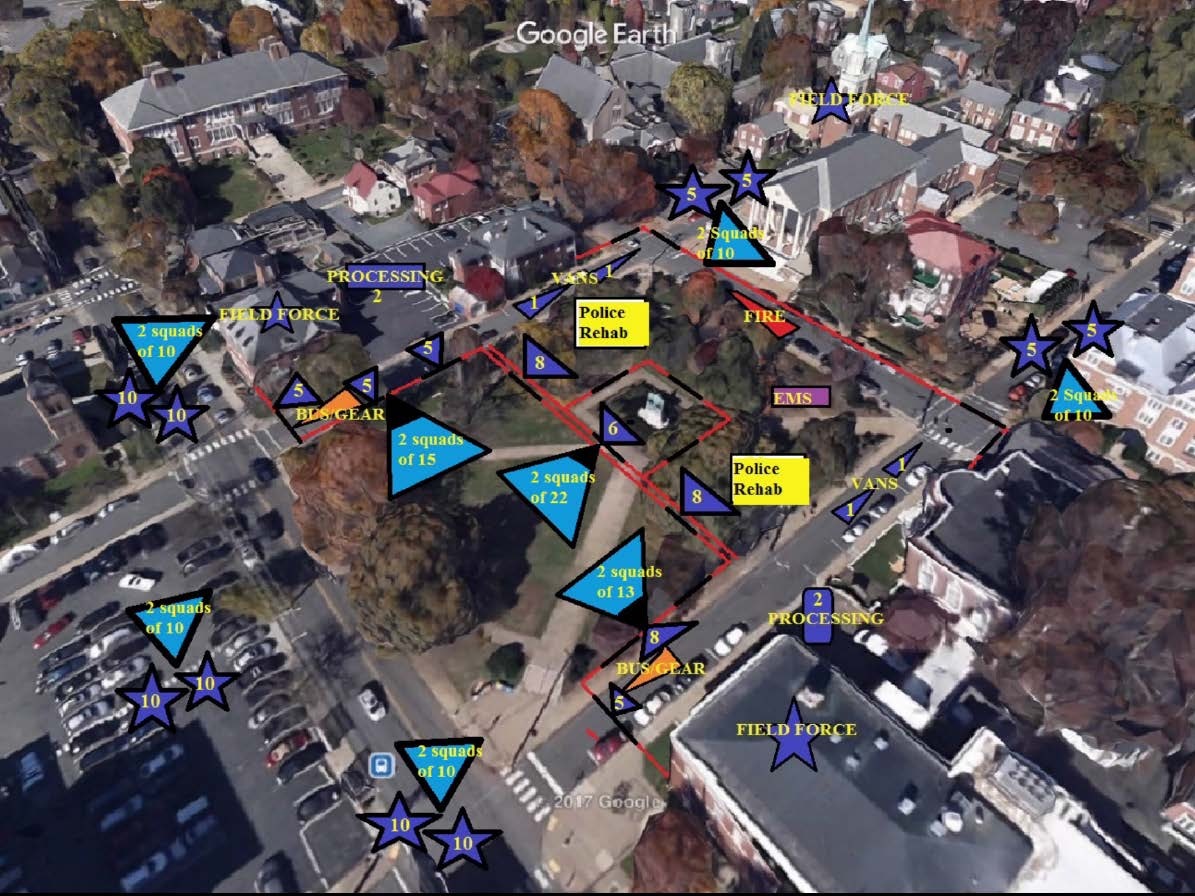 Google Earth
FIELD FORCE
5
5
2 Squads
of 10
PROCESSING
2
VANS
1
1
FIELD FORCE
Police
Rehab
FIRE
5
5
2 squads
of 10
5
8
5
5
BUS/GEAR
10
10
EMS
2 Squads
of 10
2 squads
of 15
6
1
VANS
1
Police
Rehab
8
2 squads
of 22
2 squads
of 13
2
PROCESSING
2 squads
of 10
8
BUS/GEAR
5
10
10
FIELD FORCE
2 squads
of 10
2017 Google
10
10